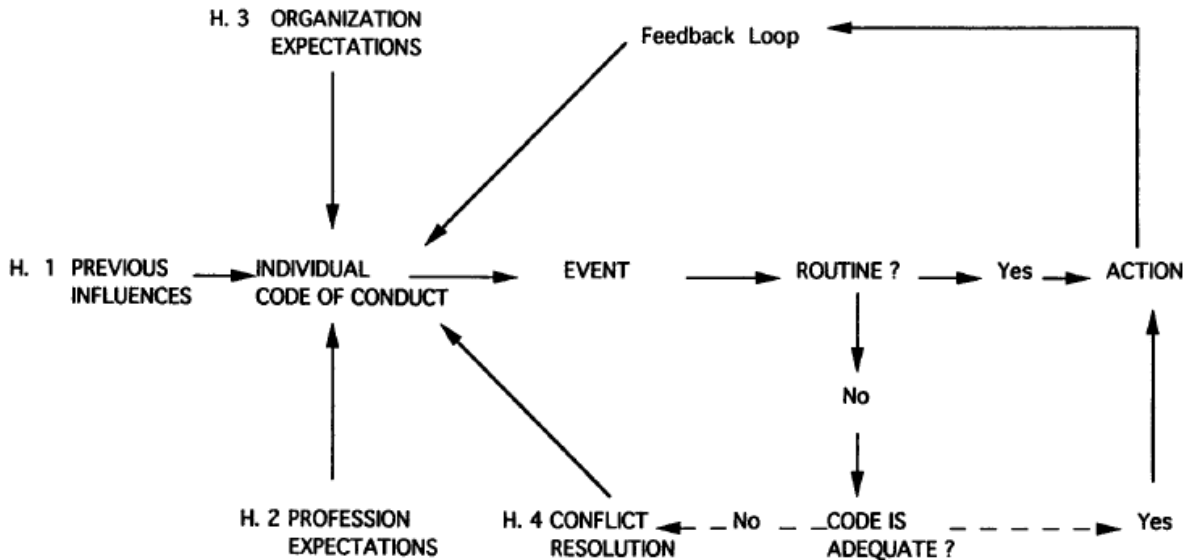 H. 3 ORGANIZATION
EXPECTATIONS
Feedback Loop
H. 1 PREVIOUS
INFLUENCES
INDIVIDUAL
CODE OF CONDUCT
EVENT
ROUTINE ?
Yes
ACTION
No
H. 2 PROFESSION
EXPECTATIONS
H. 4 CONFLICT
RESOLUTION
No
CODE IS
ADEQUATE ?
Yes